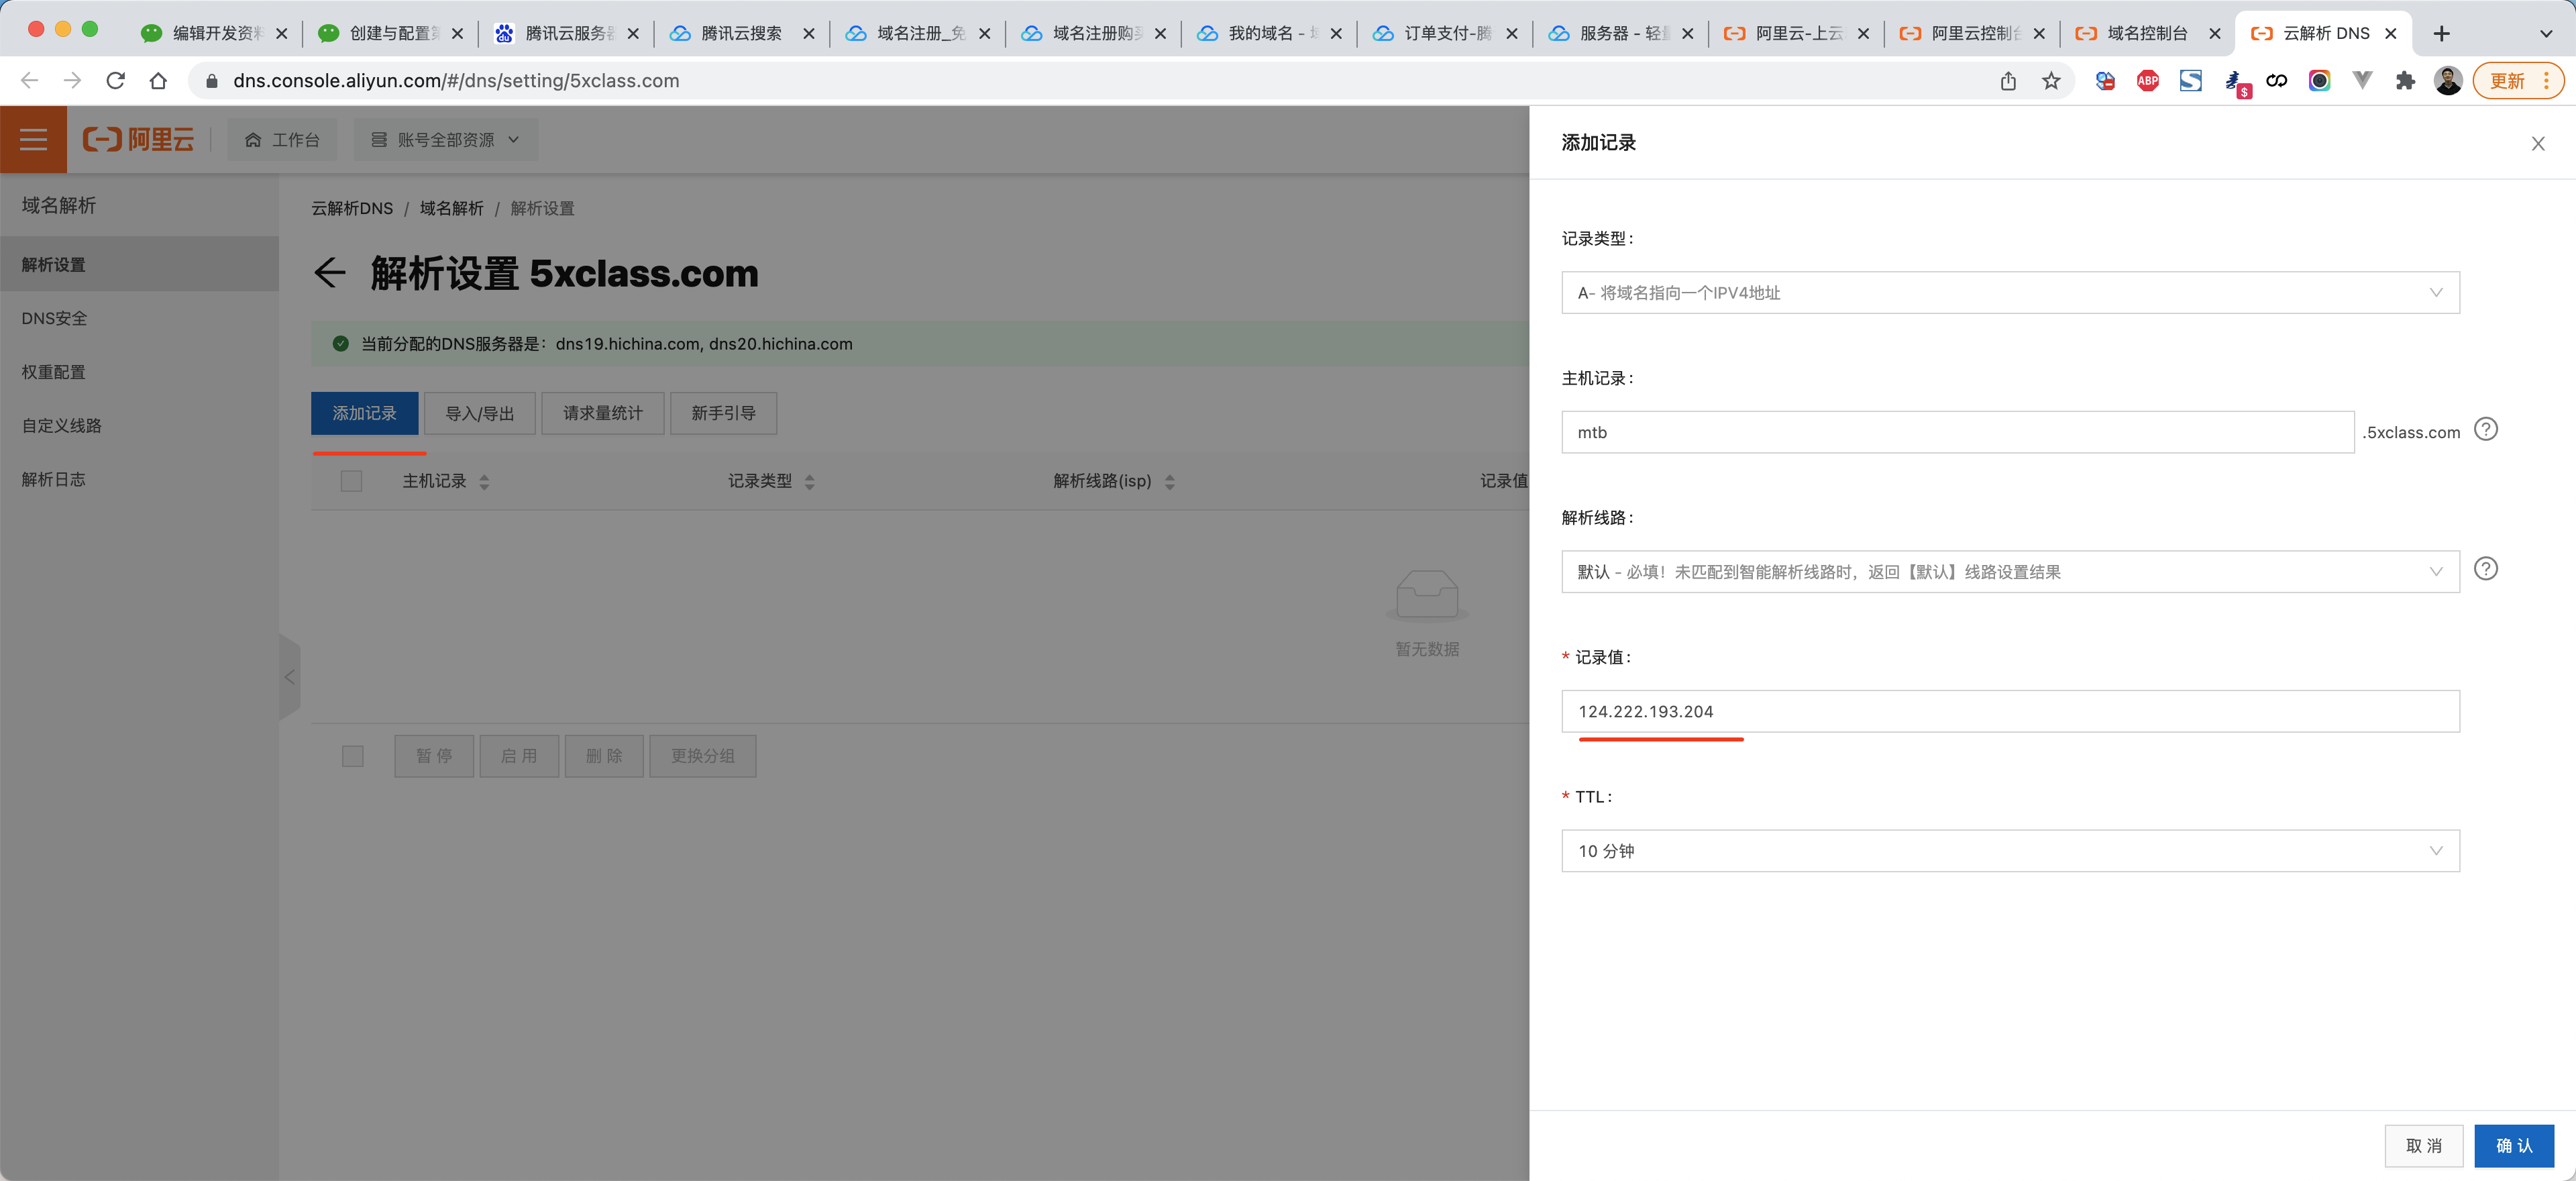 编辑开发资料
创建与配置
腾讯云服务器
腾讯云搜索
域名注册_免
域名注册购买
我的域名 -
订单支付-腾
服务器 - 轻量
阿里云-上云
阿里云控制台
域名控制台
云解析 DNS
dns.console.aliyun.com/#/dns/setting/5xclass.com
ABP
更新
阿里云
工作台
账号全部资源
域名解析
解析设置
DNS安全
权重配置
自定义线路
解析日志
云解析DNS / 域名解析 / 解析设置
解析设置 5xclass.com
当前分配的DNS服务器是：dns19.hichina.com, dns20.hichina.com
添加记录
导入/导出
请求量统计
新手引导
主机记录
记录类型
解析线路(isp)
记录值
暂无数据
暂 停
启 用
删 除
更换分组
添加记录
记录类型：
A- 将域名指向一个IPV4地址
主机记录：
mtb
.5xclass.com
解析线路：
默认 - 必填！未匹配到智能解析线路时，返回【默认】线路设置结果
* 记录值：
124.222.193.204
* TTL：
10 分钟
取 消
确 认